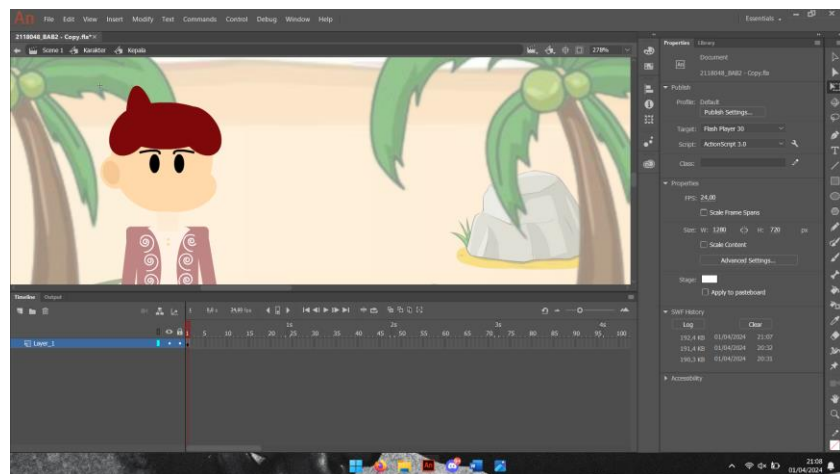 An File Edit View Insert Modify Text Commands Control Debug Window Help Essentials
2118048_BAB2 - Copy.fla*
Scene 1 Karakter Kepala 278%
Properties Library
Document
An 2118048_BAB2 - Copy.fla
Publish
Profile: Default
Publish Settings...
Target: Flash Player 30
Script: ActionScript 3.0
Class:
Properties
FPS: 24,00
Scale Frame Spans
Size: W: 1280 H: 720 px
Scale Content
Advanced Settings...
Stage:
Apply to pasteboard
SWF History
Log Clear
192,4 KB 01/04/2024 21:07
191,4 KB 01/04/2024 20:32
190,3 KB 01/04/2024 20:31
Accessibility
Timeline Output
1s 2s 3s 4s
1 5 10 15 20 25 30 35 40 45 50 55 60 65 70 75 80 85 90 95 100
Layer_1
21:08
01/04/2024